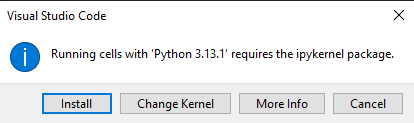 Visual Studio Code
Running cells with 'Python 3.13.1' requires the ipykernel package.
Install
Change Kernel
More Info
Cancel